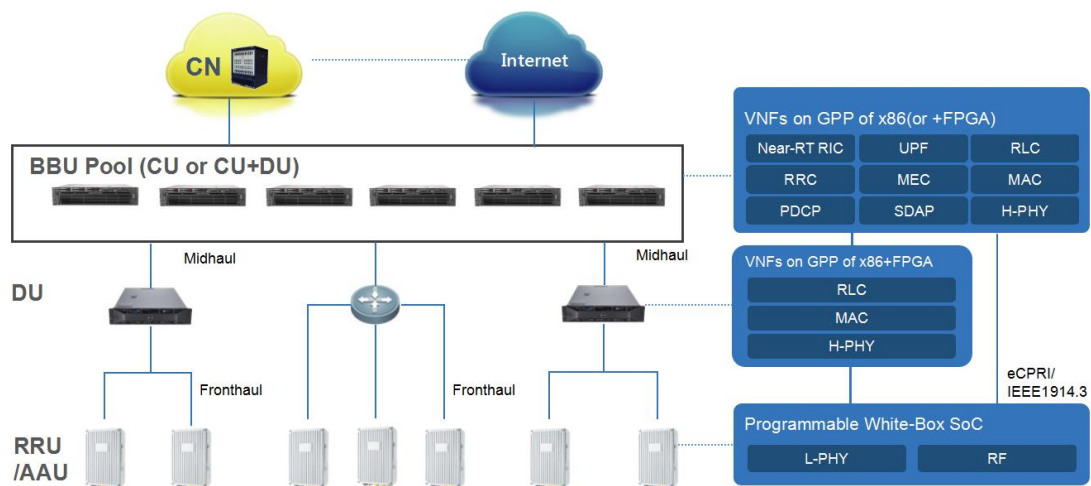 CN
Internet
BBU Pool (CU or CU+DU)
VNFs on GPP of x86(or +FPGA)
Near-RT RIC
UPF
RLC
RRC
MEC
MAC
PDCP
SDAP
H-PHY
Midhaul
Midhaul
DU
VNFs on GPP of x86+FPGA
RLC
MAC
H-PHY
Fronthaul
Fronthaul
eCPRI/
IEEE1914.3
RRU
/AAU
Programmable White-Box SoC
L-PHY
RF